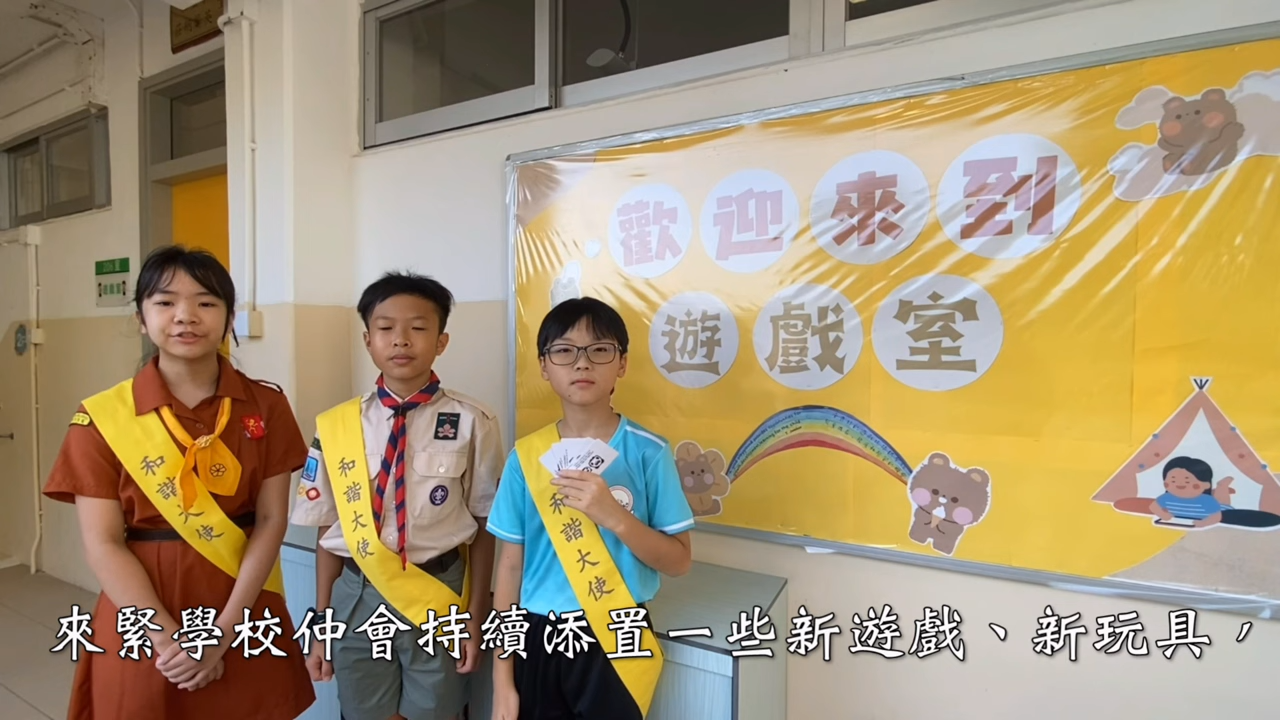 歡迎來到
遊戲室
和諧大使
和諧大使
和諧大使
來緊學校仲會持續添置一些新遊戲、新玩具，